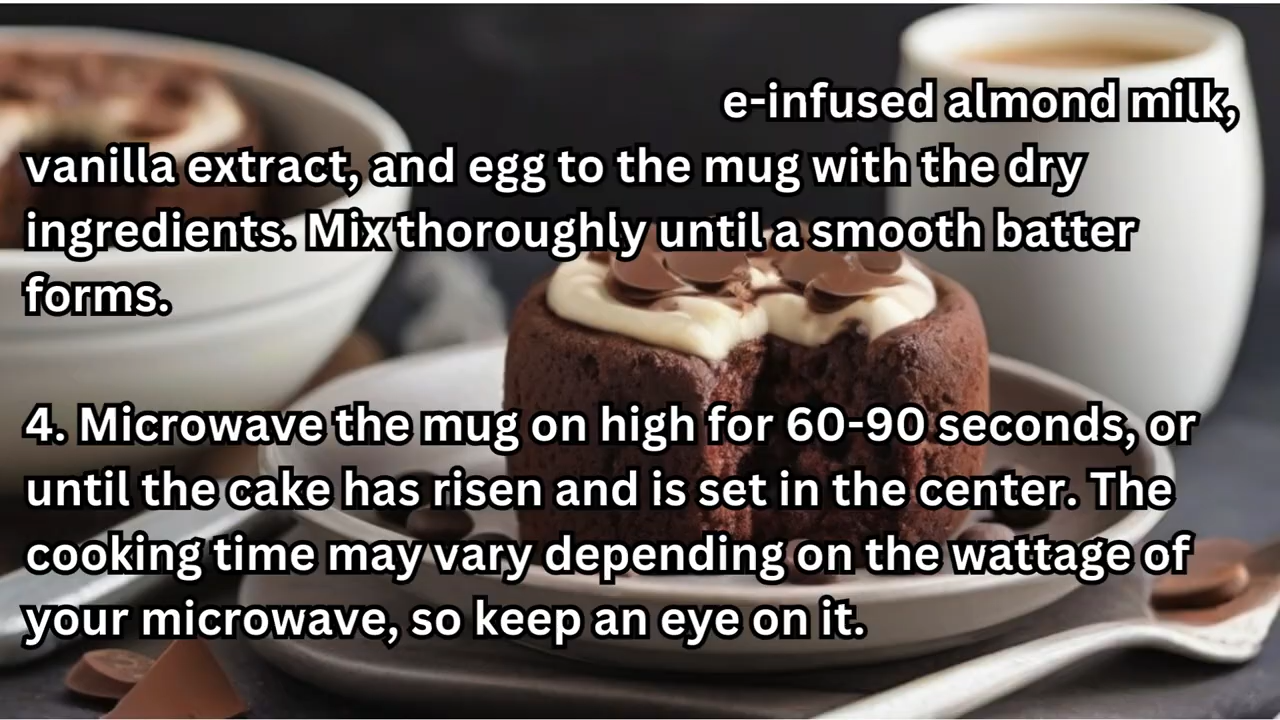 e-infused almond milk,
vanilla extract, and egg to the mug with the dry
ingredients. Mix thoroughly until a smooth batter
forms.
4. Microwave the mug on high for 60-90 seconds, or
until the cake has risen and is set in the center. The
cooking time may vary depending on the wattage of
your microwave, so keep an eye on it.